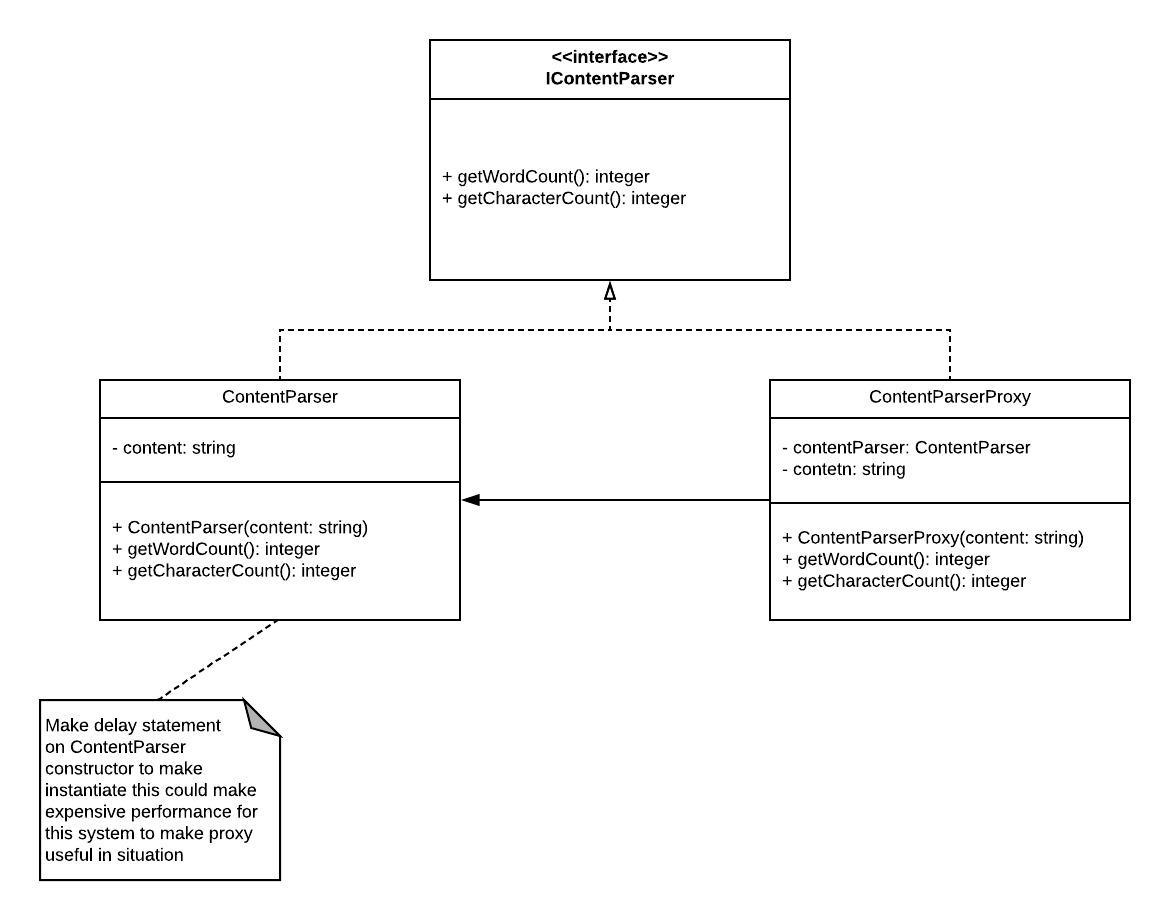 <<interface>>
IContentParser
+ getWordCount(): integer
+ getCharacterCount(): integer
ContentParser
- content: string
+ ContentParser(content: string)
+ getWordCount(): integer
+ getCharacterCount(): integer
ContentParserProxy
- contentParser: ContentParser
- contetn: string
+ ContentParserProxy(content: string)
+ getWordCount(): integer
+ getCharacterCount(): integer
Make delay statement
on ContentParser
constructor to make
instantiate this could make
expensive performance for
this system to make proxy
useful in situation